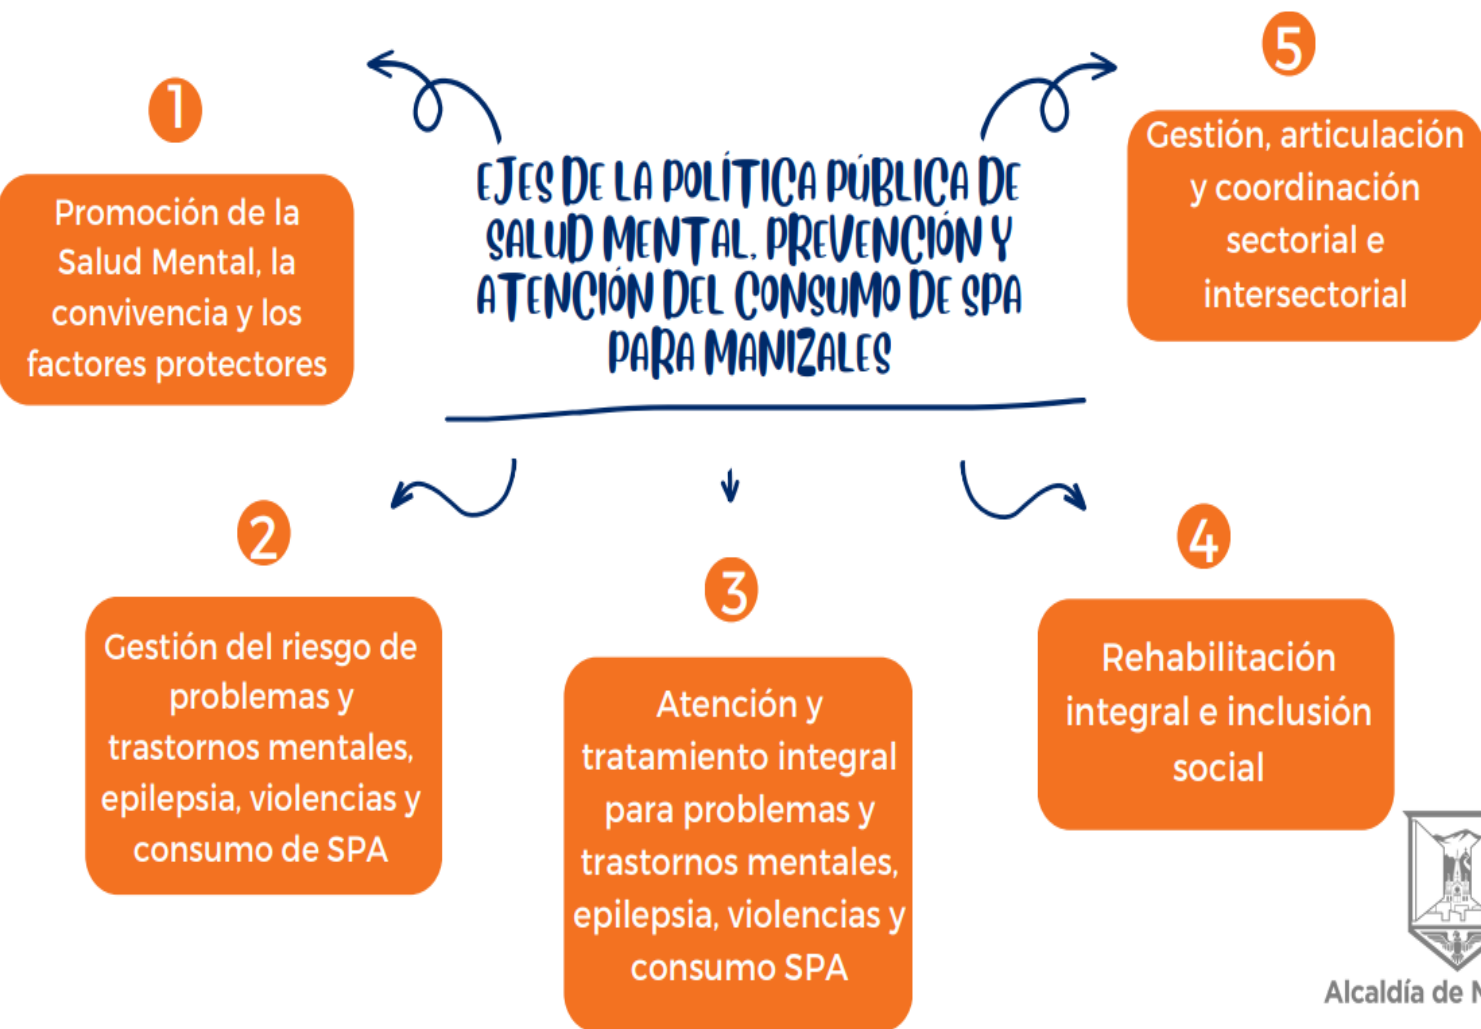 EJES DE LA POLÍTICA PÚBLICA DE
SALUD MENTAL, PREVENCIÓN Y
ATENCIÓN DEL CONSUMO DE SPA
PARA MANIZALES
1
Promoción de la
Salud Mental, la
convivencia y los
factores protectores
2
Gestión del riesgo de
problemas y
trastornos mentales,
epilepsia, violencias y
consumo de SPA
3
Atención y
tratamiento integral
para problemas y
trastornos mentales,
epilepsia, violencias y
consumo SPA
4
Rehabilitación
integral e inclusión
social
5
Gestión, articulación
y coordinación
sectorial e
intersectorial
Alcaldía de